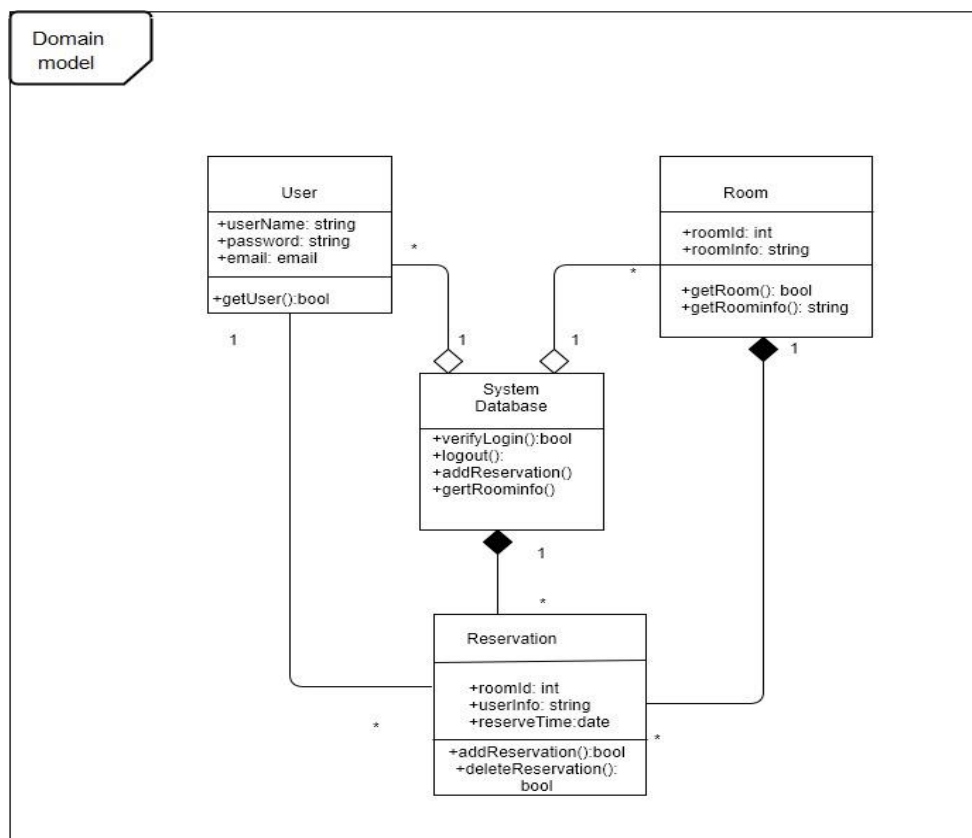 Domain
model
User
+userName: string
+password: string
+email: email
+getUser():bool
*
1
1
Room
+roomId: int
+roomInfo: string
+getRoom(): bool
+getRoominfo(): string
*
1
1
System
Database
+verifyLogin():bool
+logout():
+addReservation()
+gertRoominfo()
1
*
Reservation
+roomId: int
+userInfo: string
+reserveTime:date
+addReservation():bool
+deleteReservation():
bool
*
*